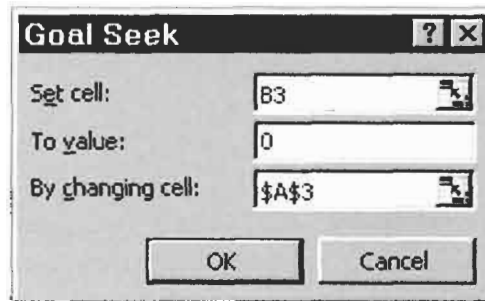 Goal Seek ? X
Set cell: B3
To value: 0
By changing cell: $A$3
OK Cancel